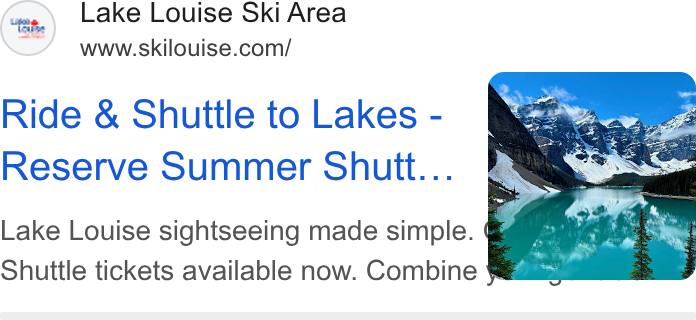 Lake Louise Ski Area
www.skilouise.com/
Ride & Shuttle to Lakes -
Reserve Summer Shutt...
Lake Louise sightseeing made simple.
Shuttle tickets available now. Combine